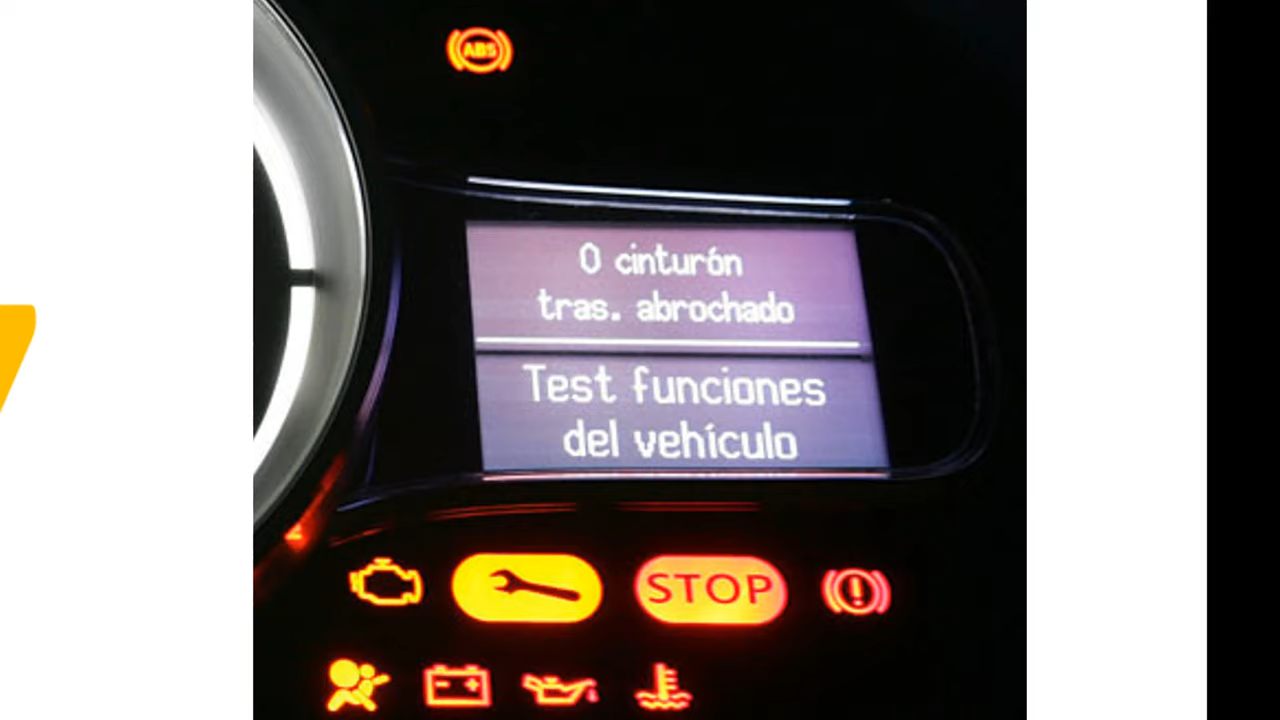 ABS
0 cinturón
tras. abrochado
Test funciones
del vehículo
STOP